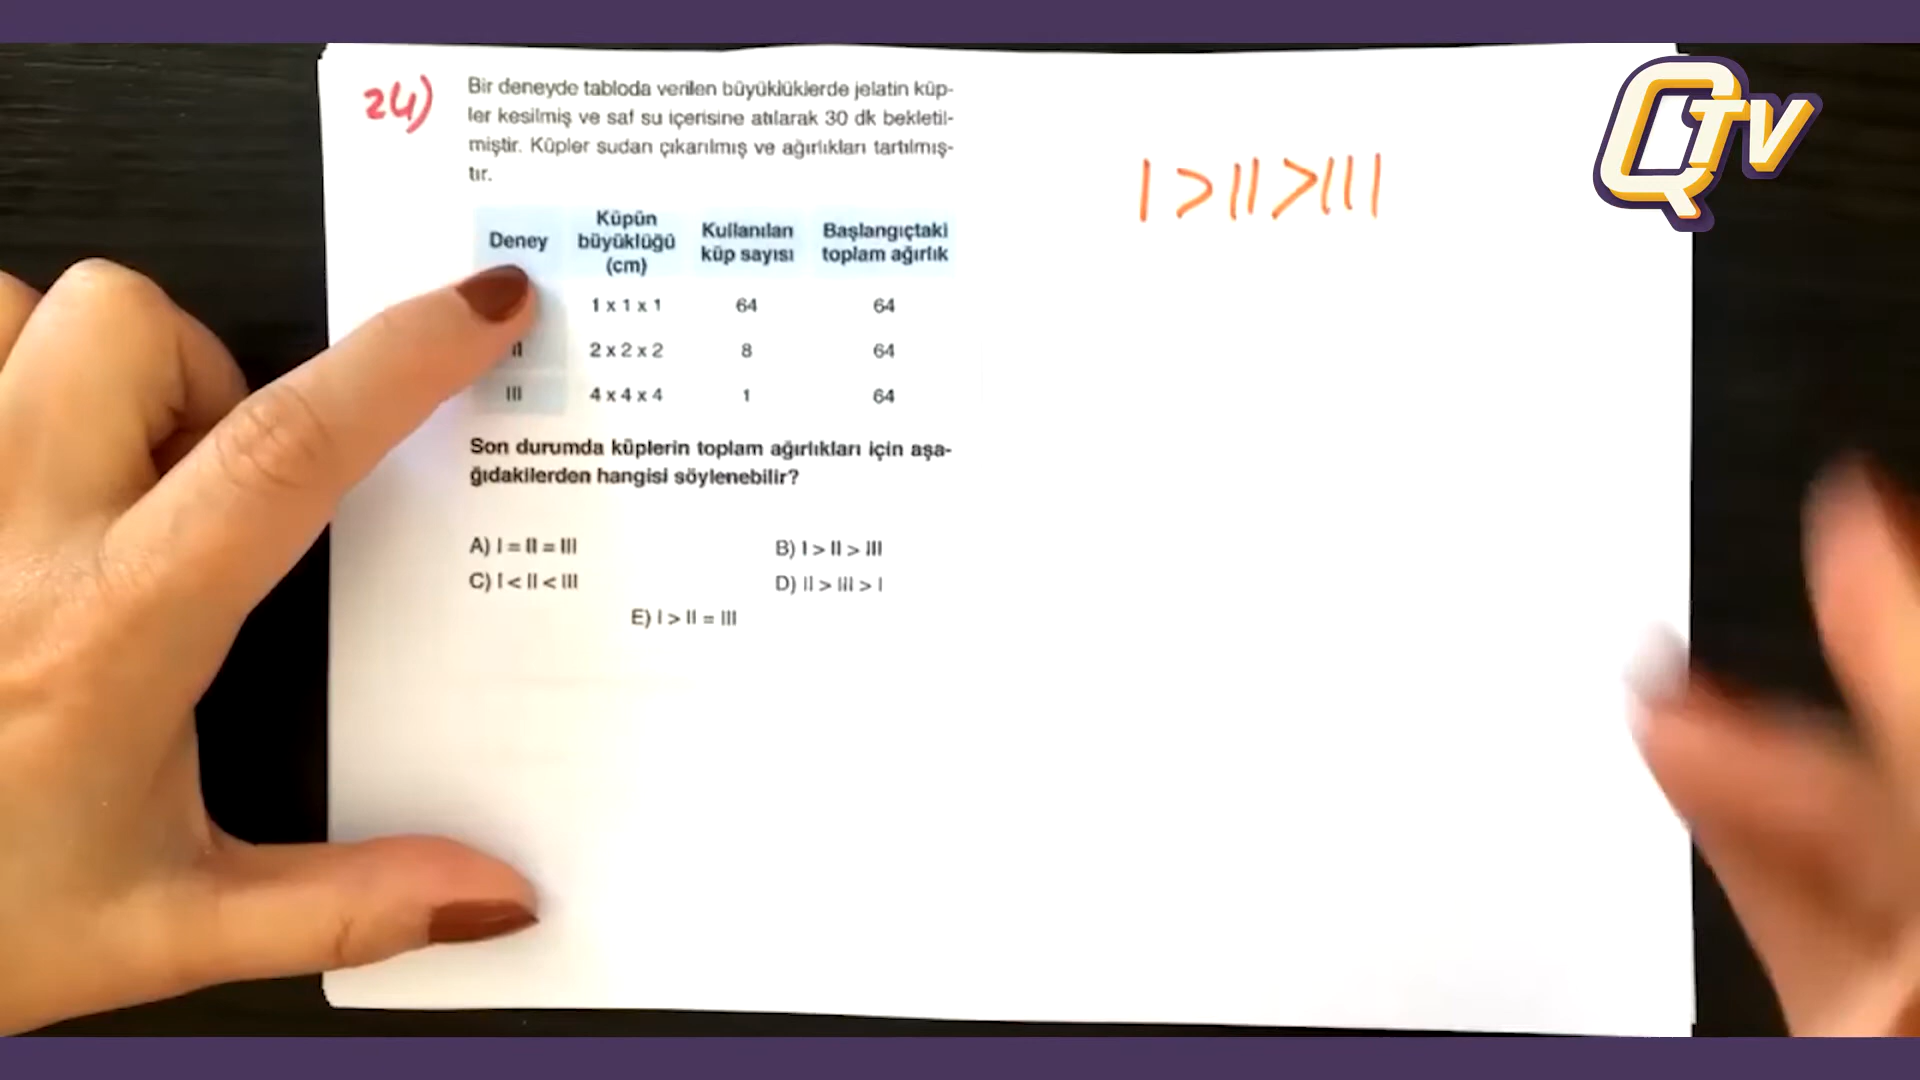 24)
Bir deneyde tabloda verilen büyüklüklerde jelatin küp-
ler kesilmiş ve saf su içerisine atılarak 30 dk bekletil-
miştir. Küpler sudan çıkarılmış ve ağırlıkları tartılmış-
tır.
I > II > III
QTV
Deney Küpün büyüklüğü (cm) Kullanılan küp sayısı Başlangıçtaki toplam ağırlık
1 x 1 x 1 64 64
II 2 x 2 x 2 8 64
III 4 x 4 x 4 1 64
Son durumda küplerin toplam ağırlıkları için aşa-
ğıdakilerden hangisi söylenebilir?
A) I = II = III B) I > II > III
C) I < II < III D) II > III > I
E) I > II = III